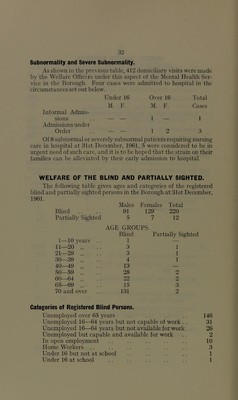 32
Subnormality and Severe Subnormality.
As shown in the previous table, 412 domiciliary visits were made
by the Welfare Officers under this aspect of the Mental Health Ser-
vice in the Borough. Four cases were admitted to hospital in the
circumstances set out below.
Under 16 Over 16 Total
M. F. M. F. Cases
Informal Admis-
sions — — 1 — 1
Admissions under
Order — 1 2 3
Of 8 subnormal or severely subnormal patients requiring nursing
care in hospital at 31st December, 1961, 5 were considered to be in
urgent need of such care, and it is to be hoped that the strain on their
families can be alleviated by their early admission to hospital.
WELFARE OF THE BLIND AND PARTIALLY SIGHTED.
The following table gives ages and categories of the registered
blind and partially sighted persons in the Borough at 31st December,
1961.
Males Females Total
Blind 91 129 220
Partially Sighted 5 7 12
AGE GROUPS
Blind Partially Sighted
1—10 years .. 1 —
11—20 „ .. 3 1
21—29 „ .. 3 1
30—39 „ .. 4 1
40—49 „ .. 13 —
50—59 „ .. 28 2
60—64 „ .. 22 2
65—69 „ .. 15 3
70 and over .. 131 2
Categories of Registered Blind Persons.
Unemployed over 65 years .. 146
Unemployed 16—64 years but not capable of work .. 31
Unemployed 16—64 years but not available for work 26
Unemployed but capable and available for work .. 2
In open employment .. 10
Home Workers .. 3
Under 16 but not at school .. 1
Under 16 at school .. 1